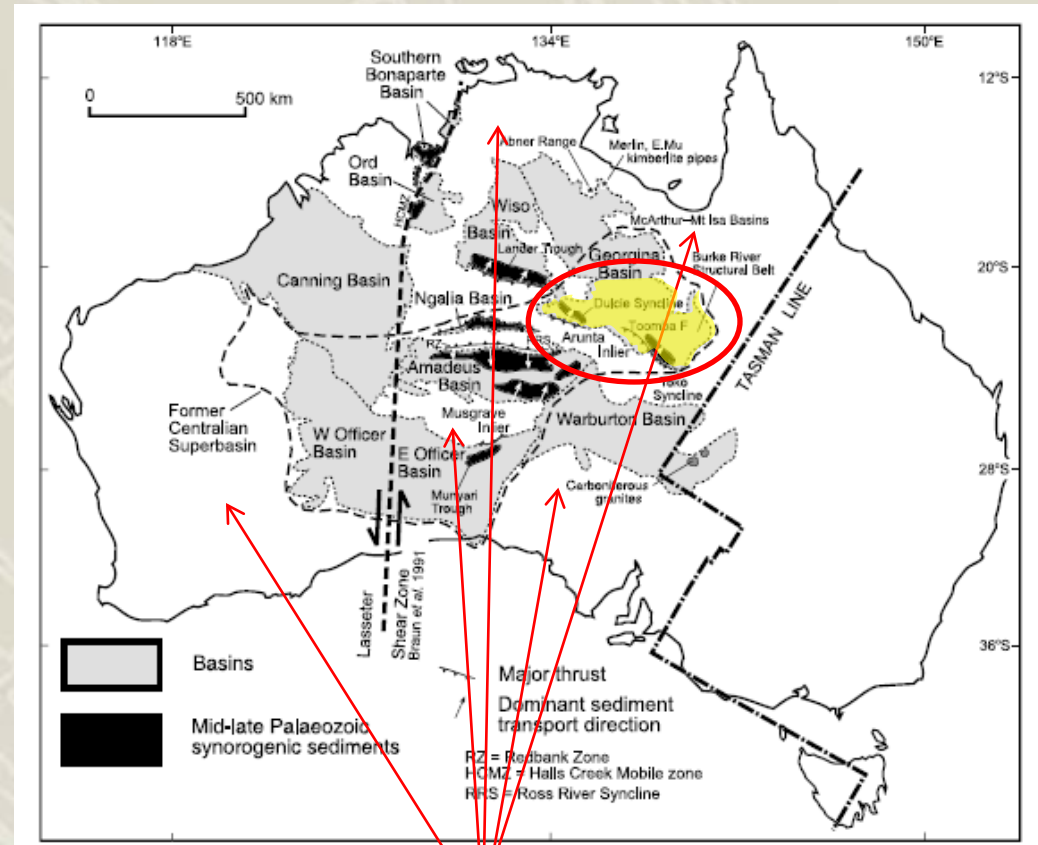 118°E
134°E
150°E
12°S
20°S
28°S
36°S
0
500 km
Southern
Bonaparte
Basin
Ord
Basin
HCMZ
Abner Range
Merlin, E.Mu
kimberlite pipes
Wiso
Basin
Lander Trough
McArthur–Mt Isa Basins
Georgina
Basin
Burke River
Structural Belt
Canning Basin
Ngalia Basin
Dulcie Syncline
Toomba F
RZ
RRS
Arunta
Inlier
Amadeus
Basin
Toko
Syncline
TASMAN LINE
Former
Centralian
Superbasin
Musgrave
Inlier
Warburton Basin
W Officer
Basin
E Officer
Basin
Munyari
Trough
Carboniferous
granites
Lasseter
Shear Zone
Braun et al. 1991
Basins
Mid-late Palaeozoic
synorogenic sediments
Major thrust
Dominant sediment
transport direction
RZ = Redbank Zone
HCMZ = Halls Creek Mobile zone
RRS = Ross River Syncline